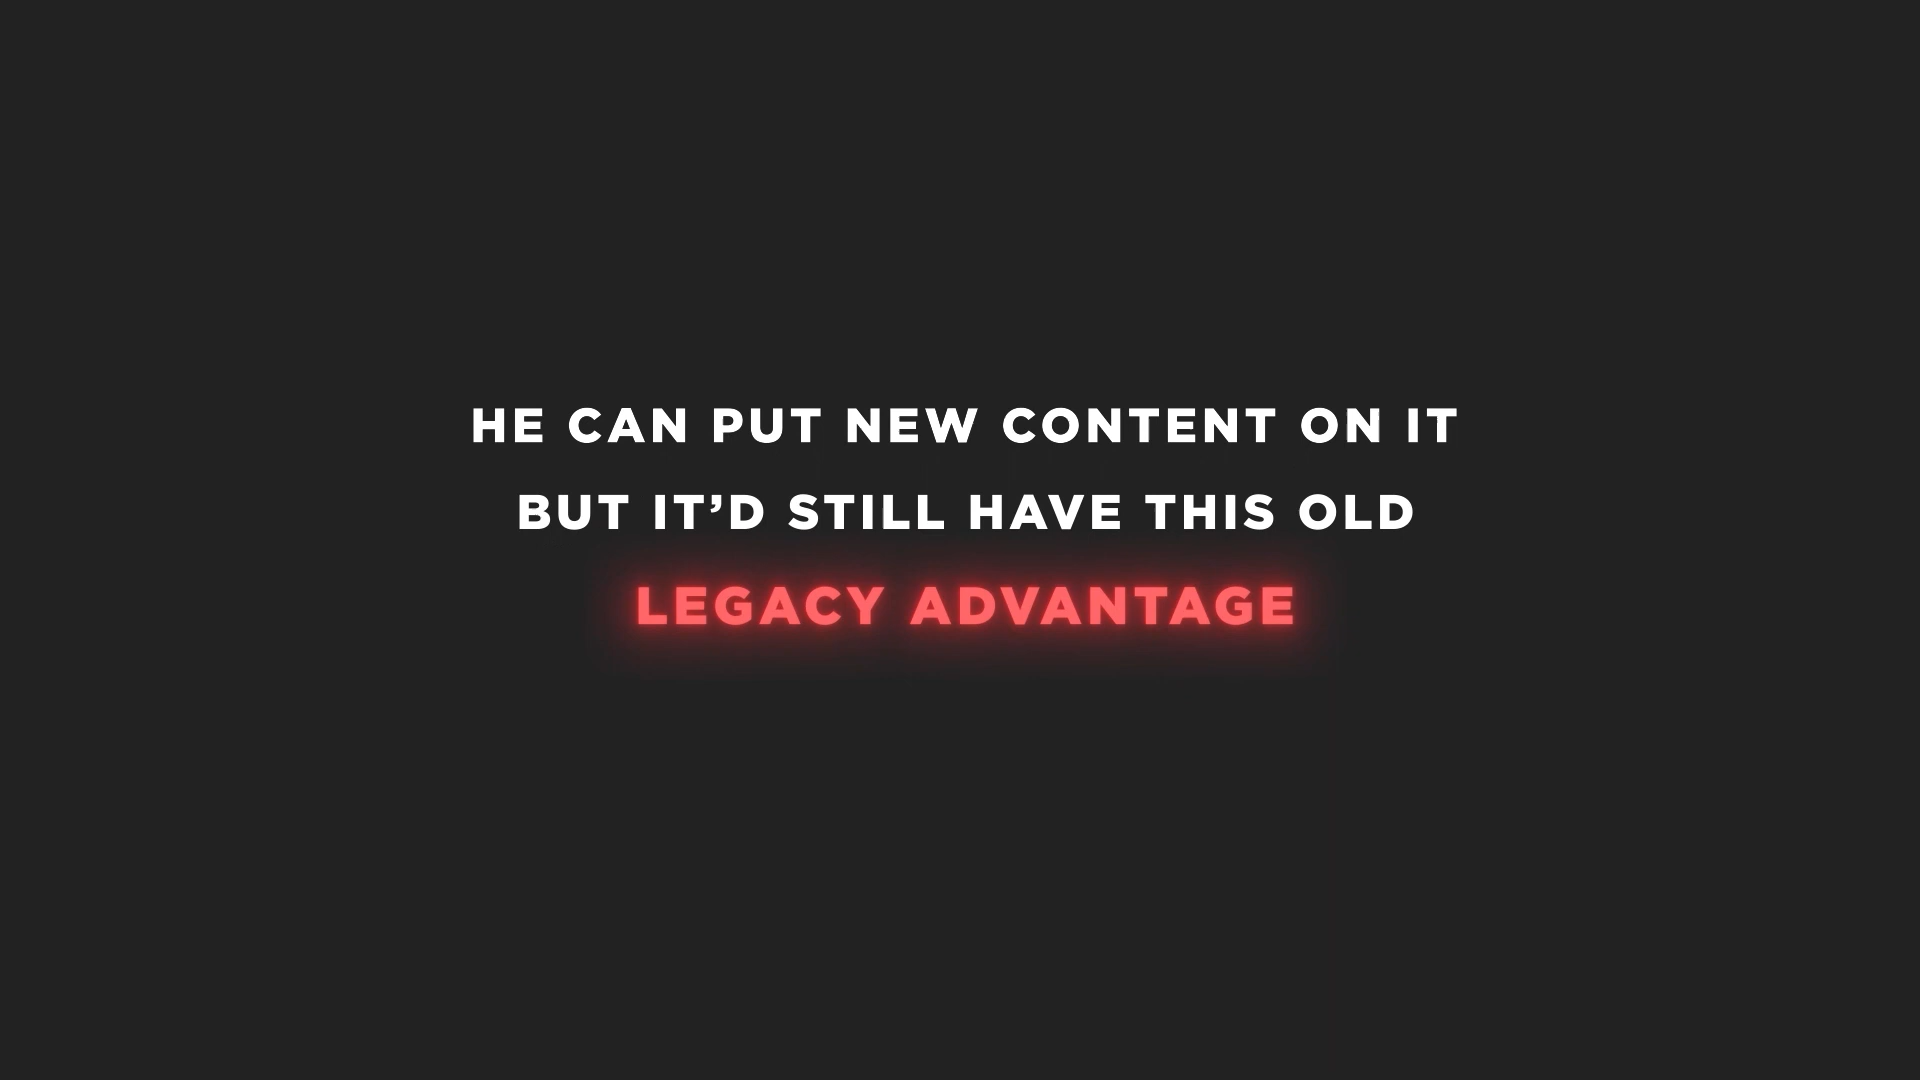 HE CAN PUT NEW CONTENT ON IT
BUT IT’D STILL HAVE THIS OLD
LEGACY ADVANTAGE